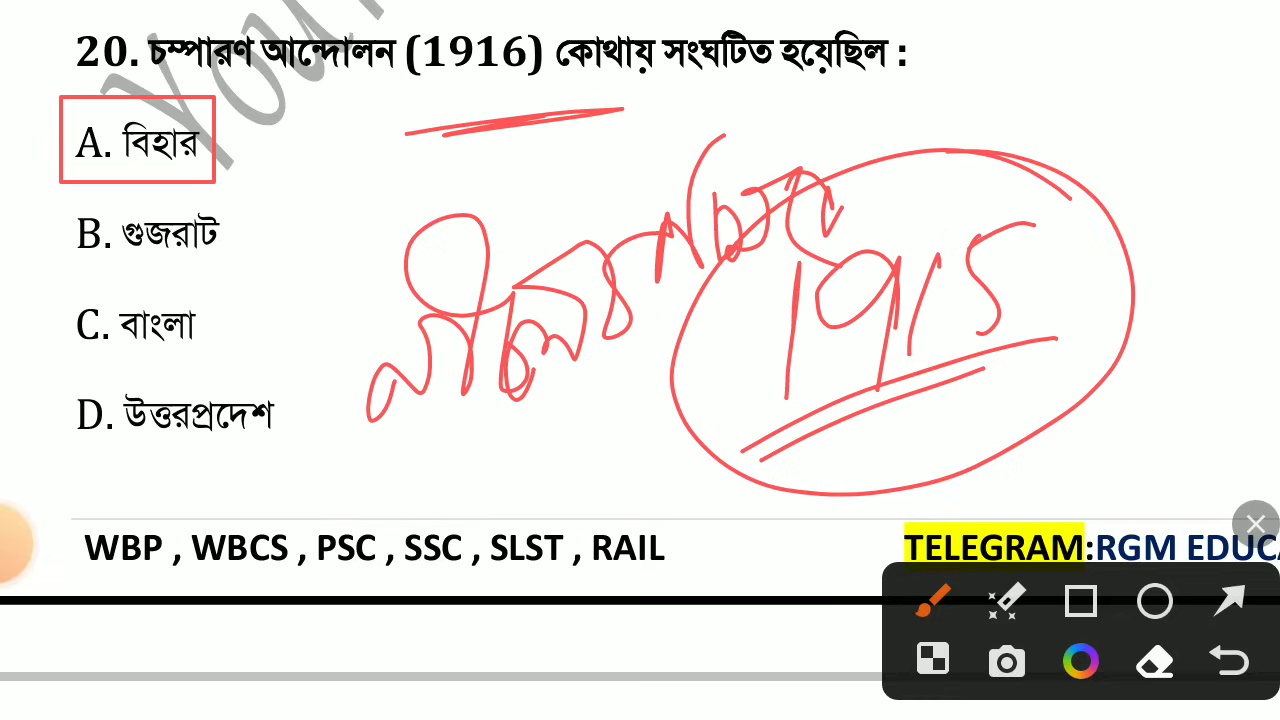 20. চম্পারণ আন্দোলন (1916) কোথায় সংঘটিত হয়েছিল :
A. বিহার
B. গুজরাট
C. বাংলা
D. উত্তরপ্রদেশ
1915
WBP , WBCS , PSC , SSC , SLST , RAIL
TELEGRAM:RGM EDUCA